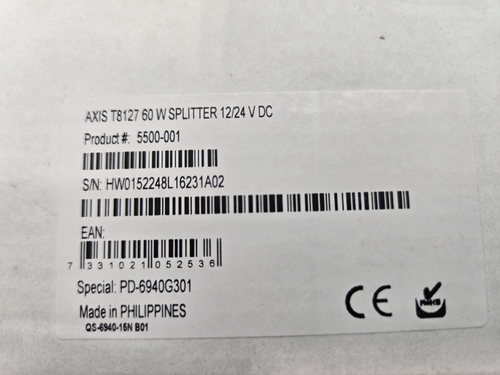 AXIS T8127 60 W SPLITTER 12/24 V DC
Product #: 5500-001
S/N: HW0152248L16231A02
EAN:
7 331021 052536
Special: PD-6940G301
Made in PHILIPPINES
QS-6940-15N B01
CE